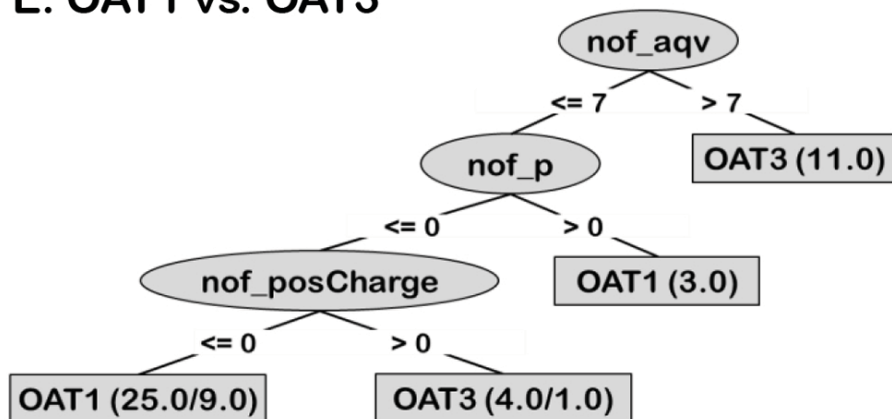 E. OAT1 vs. OAT3
nof_aqv
<= 7
> 7
nof_p
OAT3 (11.0)
<= 0
> 0
nof_posCharge
OAT1 (3.0)
<= 0
> 0
OAT1 (25.0/9.0)
OAT3 (4.0/1.0)